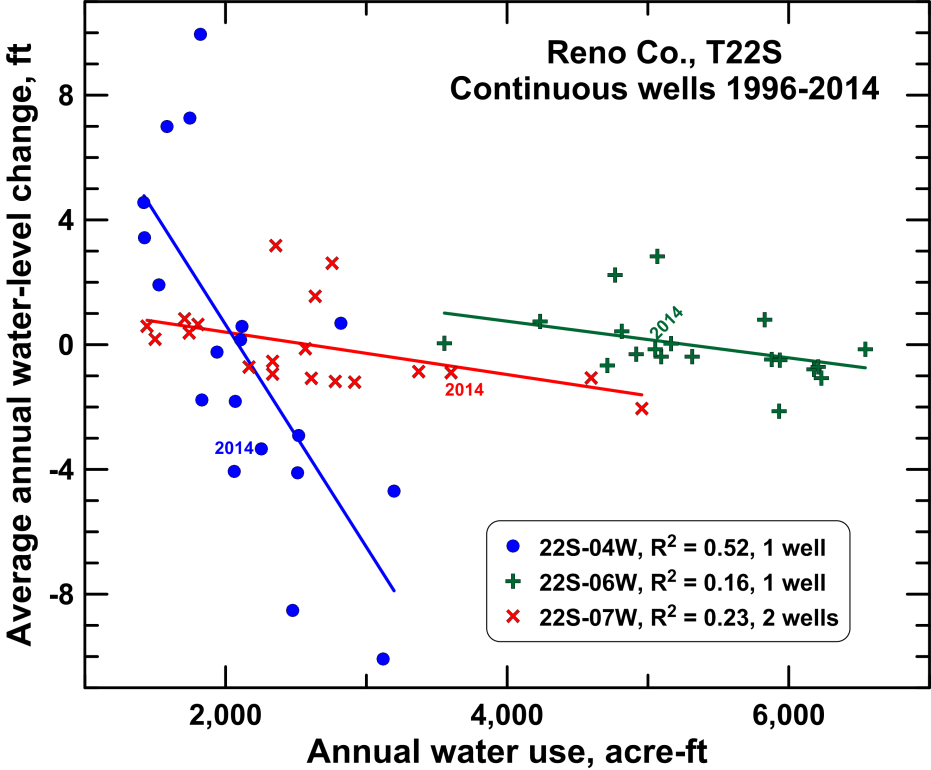 Reno Co., T22S
Continuous wells 1996-2014
Average annual water-level change, ft
8
4
0
-4
-8
2014
2014
2014
22S-04W, R² = 0.52, 1 well
22S-06W, R² = 0.16, 1 well
22S-07W, R² = 0.23, 2 wells
2,000 4,000 6,000
Annual water use, acre-ft